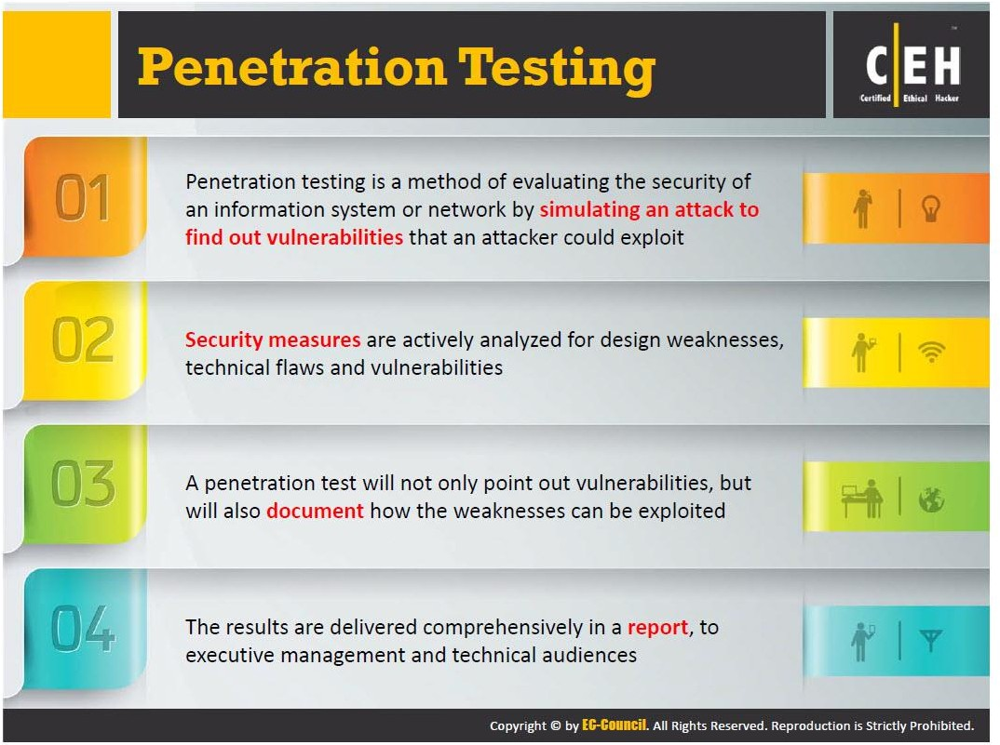 Penetration Testing
TM
C|EH
Certified Ethical Hacker
01
Penetration testing is a method of evaluating the security of
an information system or network by simulating an attack to
find out vulnerabilities that an attacker could exploit
02
Security measures are actively analyzed for design weaknesses,
technical flaws and vulnerabilities
03
A penetration test will not only point out vulnerabilities, but
will also document how the weaknesses can be exploited
04
The results are delivered comprehensively in a report, to
executive management and technical audiences
Copyright © by EC-Council. All Rights Reserved. Reproduction is Strictly Prohibited.